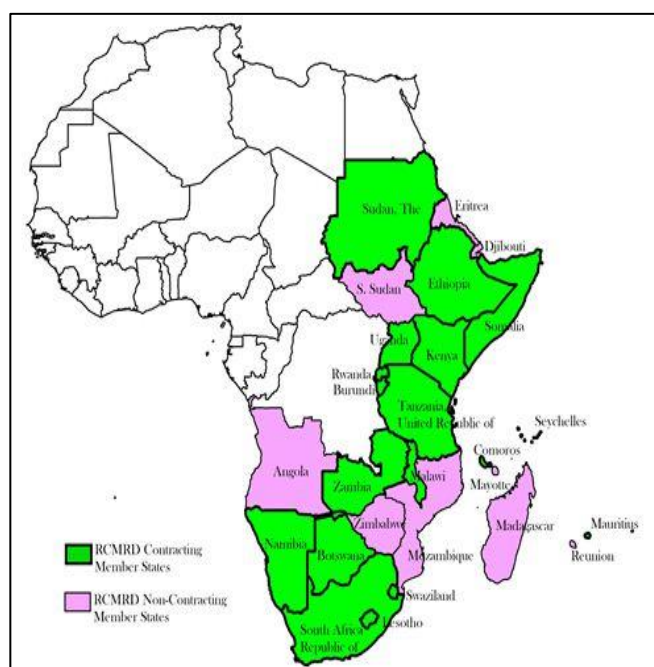 Sudan, The
Eritrea
Djibouti
S. Sudan
Ethiopia
Somalia
Uganda
Kenya
Rwanda
Burundi
Tanzania,
United Republic of
Seychelles
Comoros
Mayotte
Malawi
Angola
Zambia
Zimbabwe
Madagascar
Mauritius
Reunion
Namibia
Botswana
Mozambique
Swaziland
Lesotho
South Africa
Republic of
RCMRD Contracting
Member States
RCMRD Non-Contracting
Member States